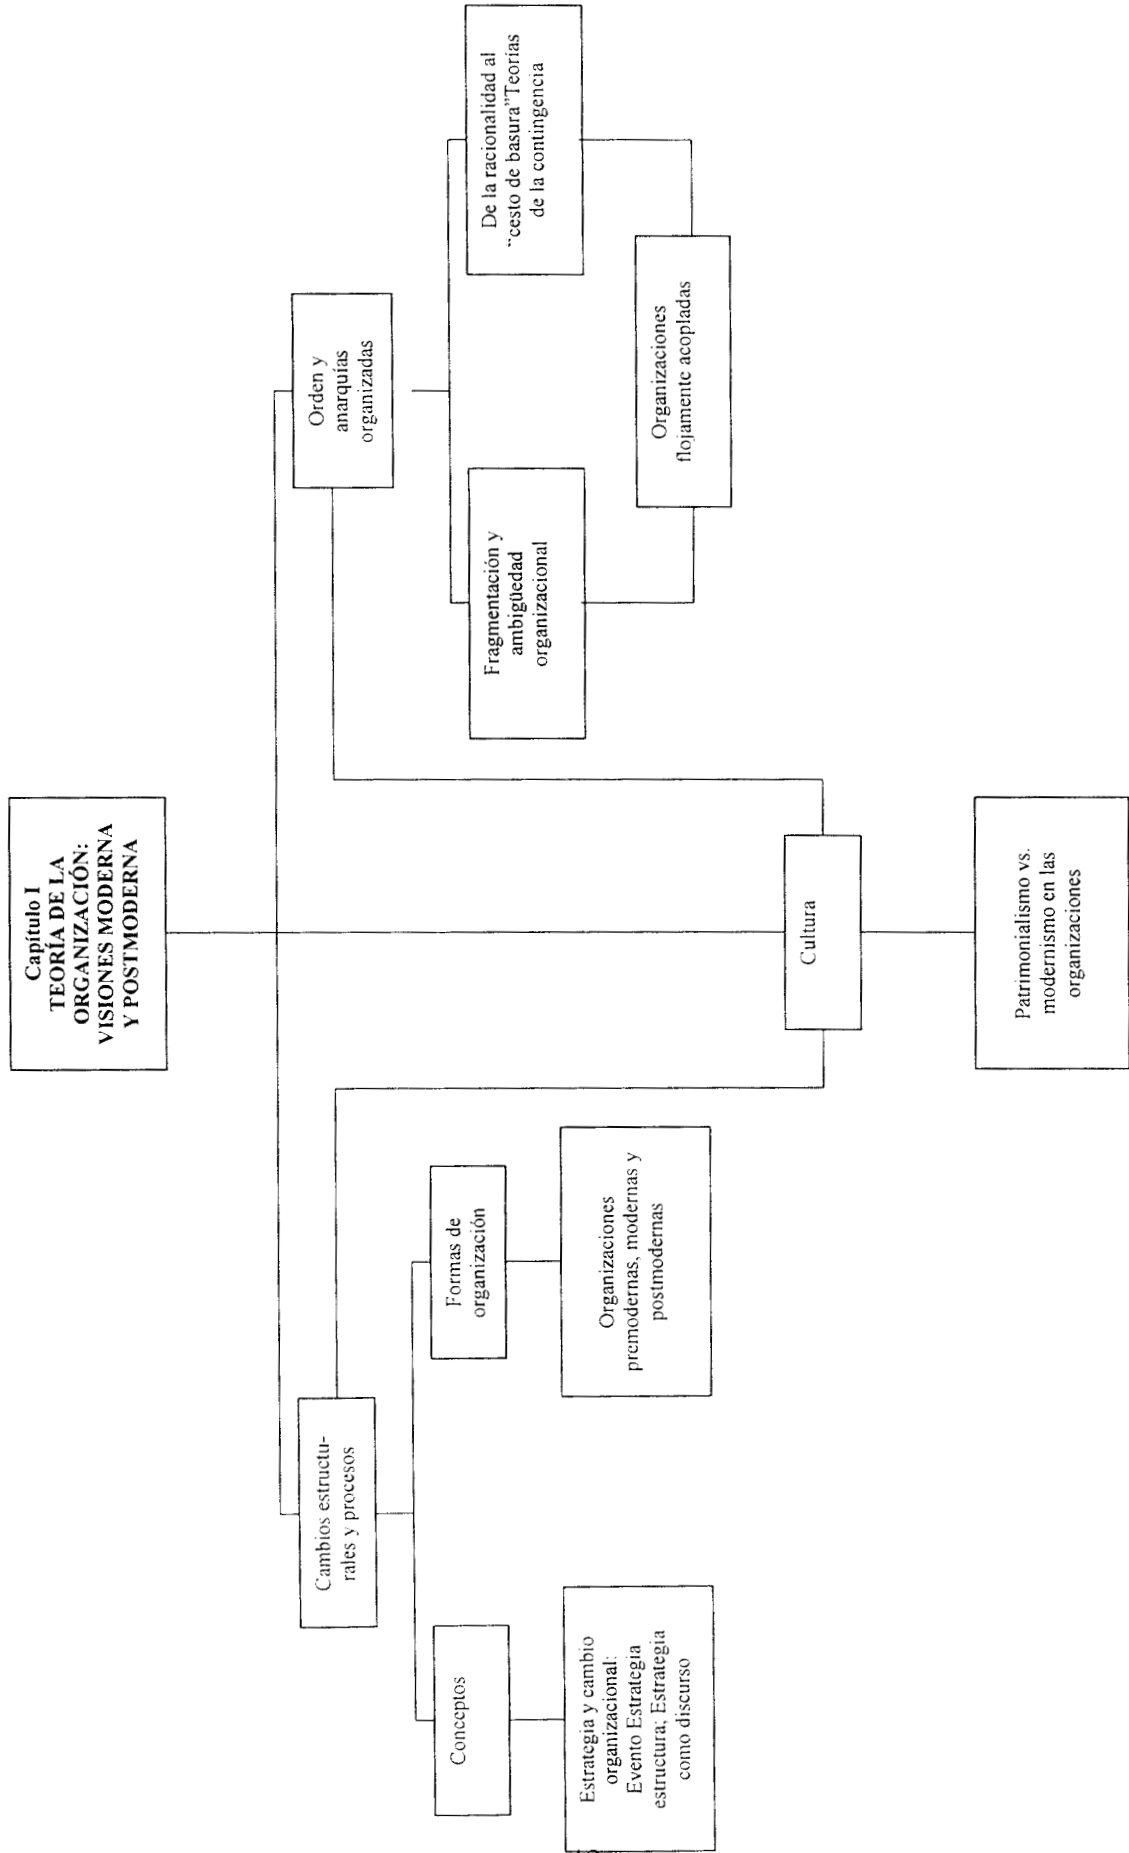 Capítulo I
TEORÍA DE LA
ORGANIZACIÓN:
VISIONES MODERNA
Y POSTMODERNA
Cambios estructu-
rales y procesos
Orden y
anarquías
organizadas
Conceptos
Formas de
organización
Fragmentación y
ambigüedad
organizacional
De la racionalidad al
"cesto de basura"Teorías
de la contingencia
Estrategia y cambio
organizacional:
Evento Estrategia
estructura; Estrategia
como discurso
Organizaciones
premodernas, modernas y
postmodernas
Organizaciones
flojamente acopladas
Cultura
Patrimonialismo vs.
modernismo en las
organizaciones